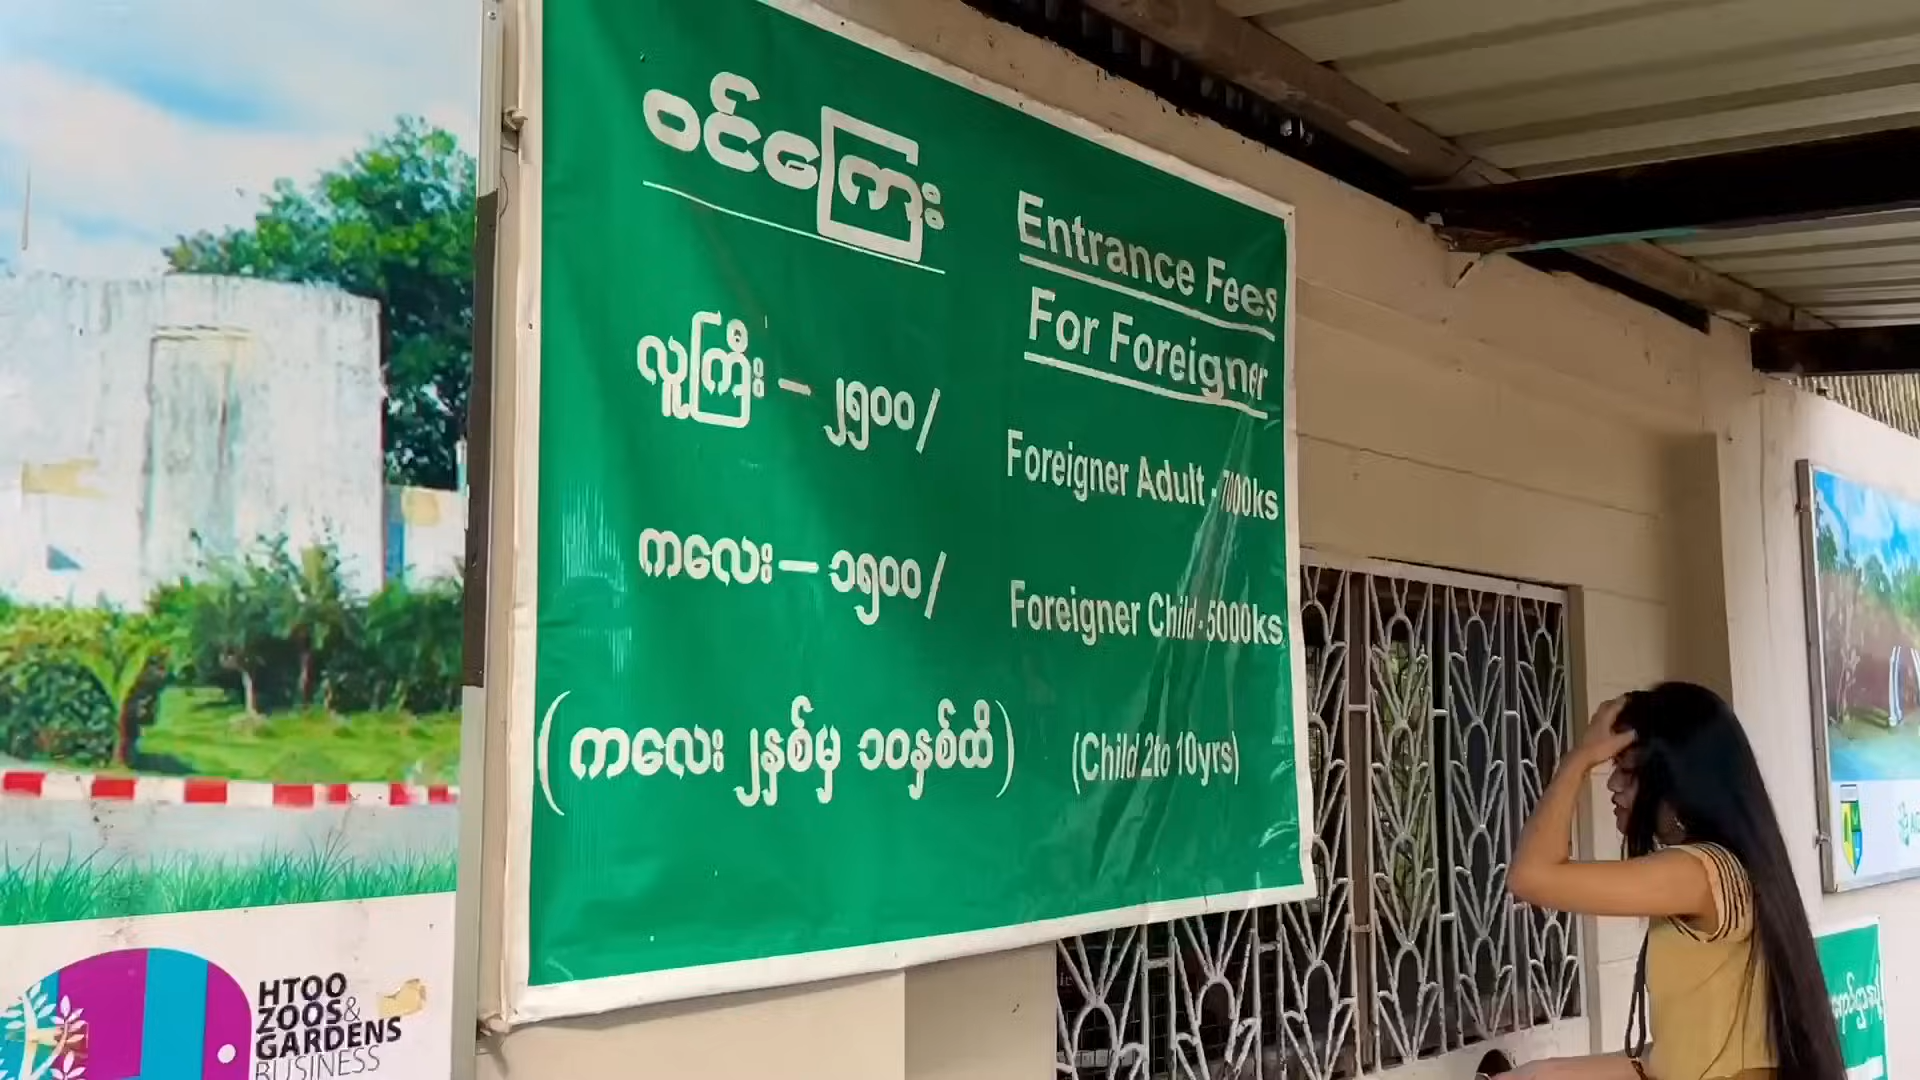 ဝင်ကြေး
လူကြီး – ၂၅၀၀/
ကလေး – ၁၅၀၀/
(ကလေး ၂နှစ်မှ ၁၀နှစ်ထိ)
Entrance Fees
For Foreigner
Foreigner Adult - 7000ks
Foreigner Child - 5000ks
(Child 2to 10yrs)
HTOO
ZOOS&
GARDENS
BUSINESS